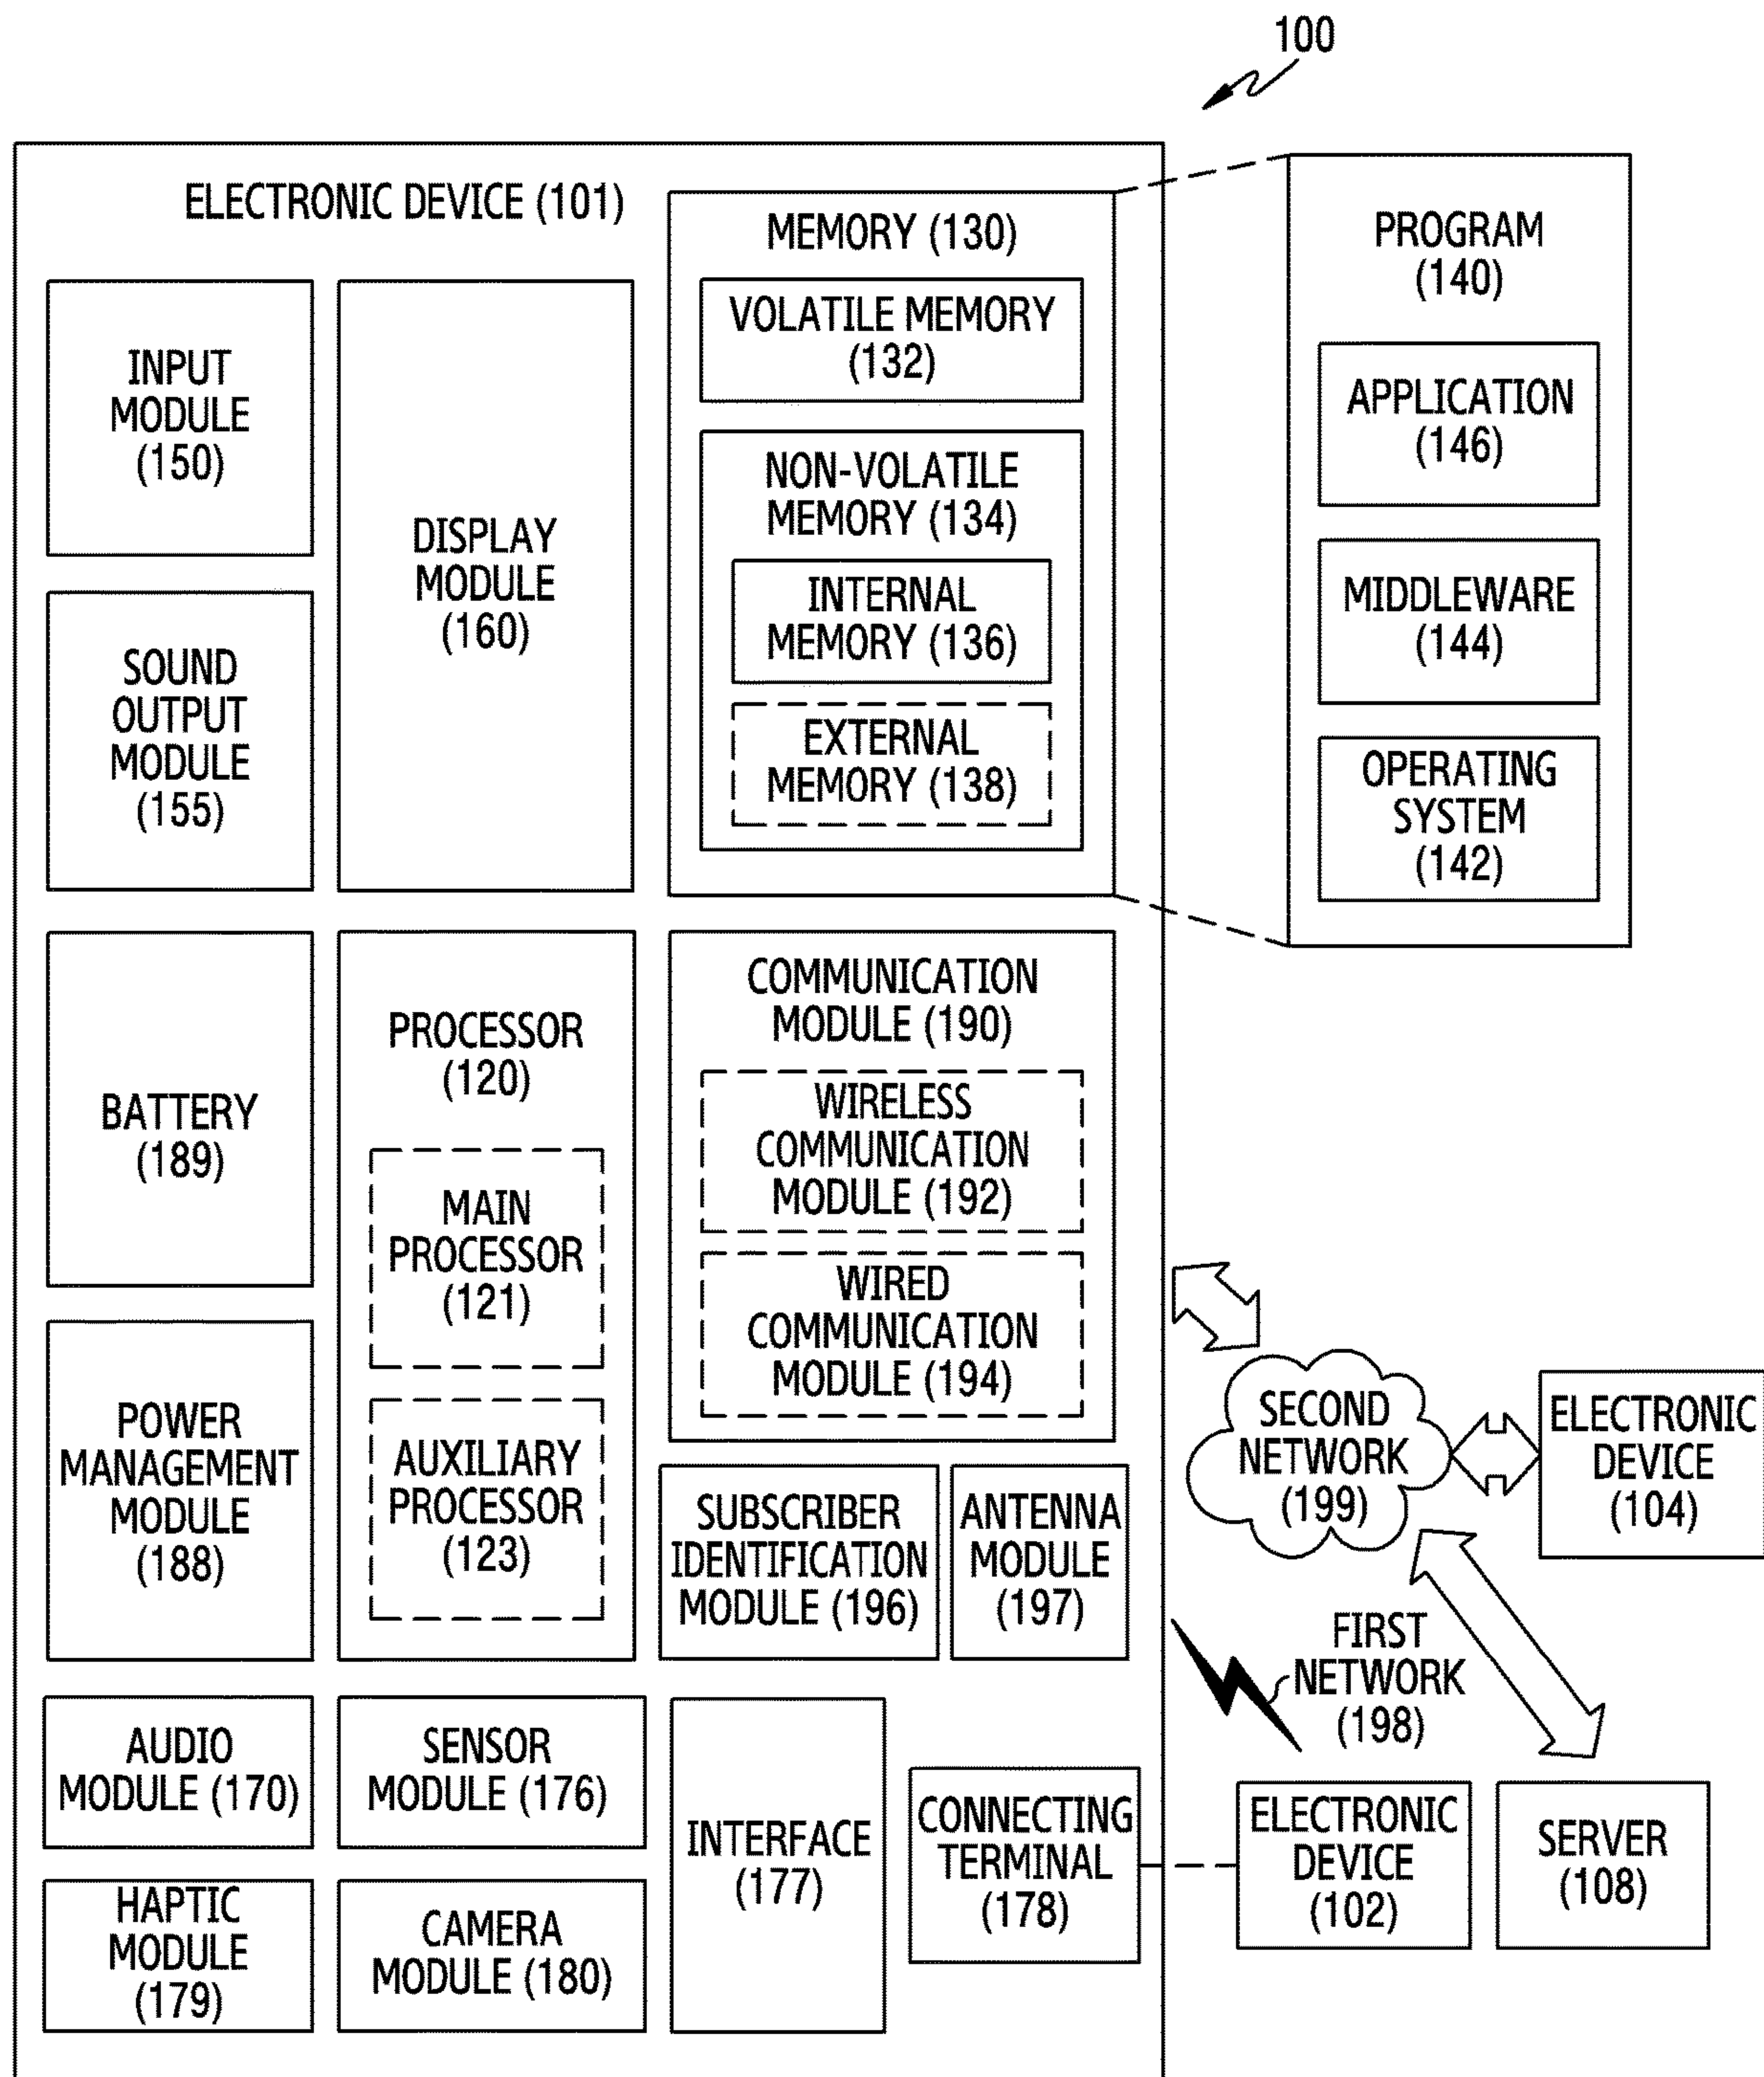 100
ELECTRONIC DEVICE (101)
INPUT
MODULE
(150)
SOUND
OUTPUT
MODULE
(155)
DISPLAY
MODULE
(160)
MEMORY (130)
VOLATILE MEMORY
(132)
NON-VOLATILE
MEMORY (134)
INTERNAL
MEMORY (136)
EXTERNAL
MEMORY (138)
PROGRAM
(140)
APPLICATION
(146)
MIDDLEWARE
(144)
OPERATING
SYSTEM
(142)
BATTERY
(189)
POWER
MANAGEMENT
MODULE
(188)
PROCESSOR
(120)
MAIN
PROCESSOR
(121)
AUXILIARY
PROCESSOR
(123)
COMMUNICATION
MODULE (190)
WIRELESS
COMMUNICATION
MODULE (192)
WIRED
COMMUNICATION
MODULE (194)
SUBSCRIBER
IDENTIFICATION
MODULE (196)
ANTENNA
MODULE
(197)
SECOND
NETWORK
(199)
ELECTRONIC
DEVICE
(104)
FIRST
NETWORK
(198)
AUDIO
MODULE (170)
SENSOR
MODULE (176)
HAPTIC
MODULE
(179)
CAMERA
MODULE (180)
INTERFACE
(177)
CONNECTING
TERMINAL
(178)
ELECTRONIC
DEVICE
(102)
SERVER
(108)